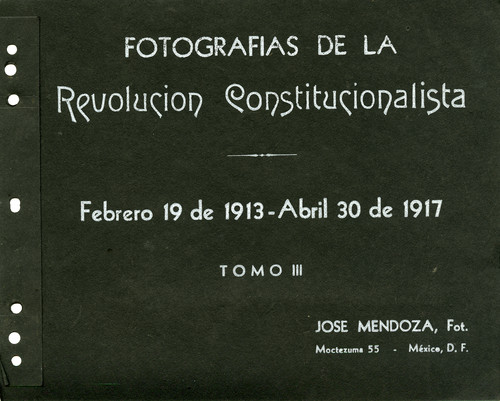 FOTOGRAFIAS DE LA
Revolucion Constitucionalista
Febrero 19 de 1913 - Abril 30 de 1917
TOMO III
JOSE MENDOZA, Fot.
Moctezuma 55 - México, D. F.